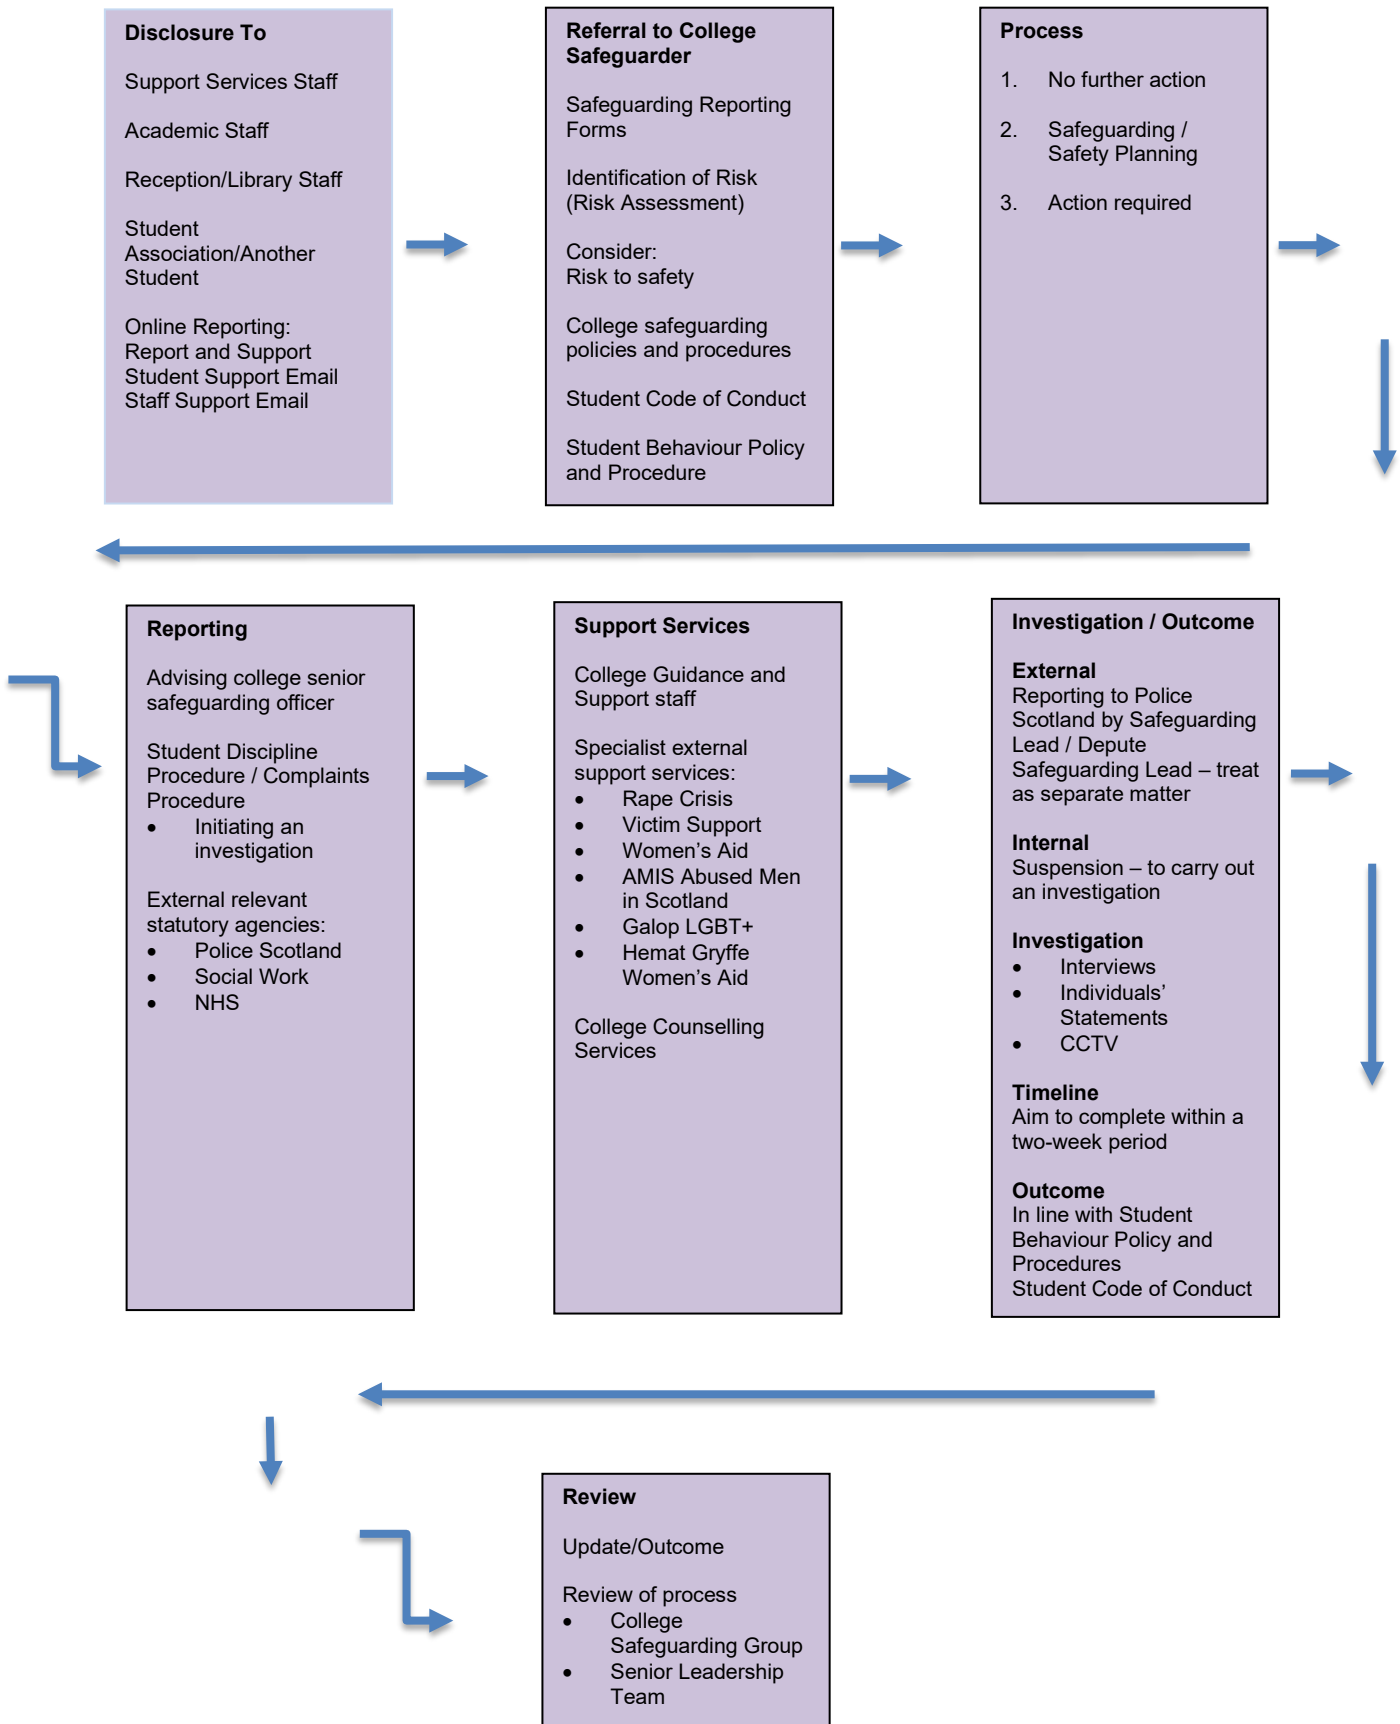 Disclosure To
Support Services Staff
Academic Staff
Reception/Library Staff
Student
Association/Another
Student
Online Reporting:
Report and Support
Student Support Email
Staff Support Email
Referral to College
Safeguarder
Safeguarding Reporting
Forms
Identification of Risk
(Risk Assessment)
Consider:
Risk to safety
College safeguarding
policies and procedures
Student Code of Conduct
Student Behaviour Policy
and Procedure
Process
1. No further action
2. Safeguarding /
Safety Planning
3. Action required
Reporting
Advising college senior
safeguarding officer
Student Discipline
Procedure / Complaints
Procedure
• Initiating an
investigation
External relevant
statutory agencies:
• Police Scotland
• Social Work
• NHS
Support Services
College Guidance and
Support staff
Specialist external
support services:
• Rape Crisis
• Victim Support
• Women’s Aid
• AMIS Abused Men
in Scotland
• Galop LGBT+
• Hemat Gryffe
Women’s Aid
College Counselling
Services
Investigation / Outcome
External
Reporting to Police
Scotland by Safeguarding
Lead / Depute
Safeguarding Lead – treat
as separate matter
Internal
Suspension – to carry out
an investigation
Investigation
• Interviews
• Individuals’
Statements
• CCTV
Timeline
Aim to complete within a
two-week period
Outcome
In line with Student
Behaviour Policy and
Procedures
Student Code of Conduct
Review
Update/Outcome
Review of process
• College
Safeguarding Group
• Senior Leadership
Team